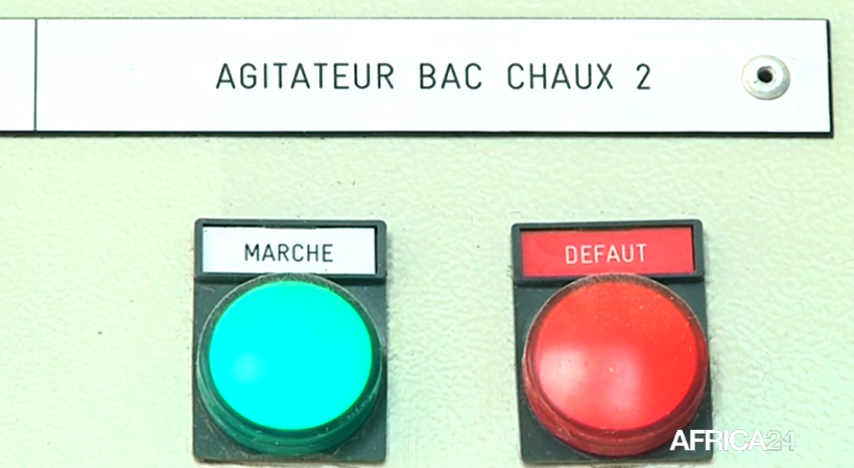 AGITATEUR BAC CHAUX 2
MARCHE
DEFAUT
AFRICA24